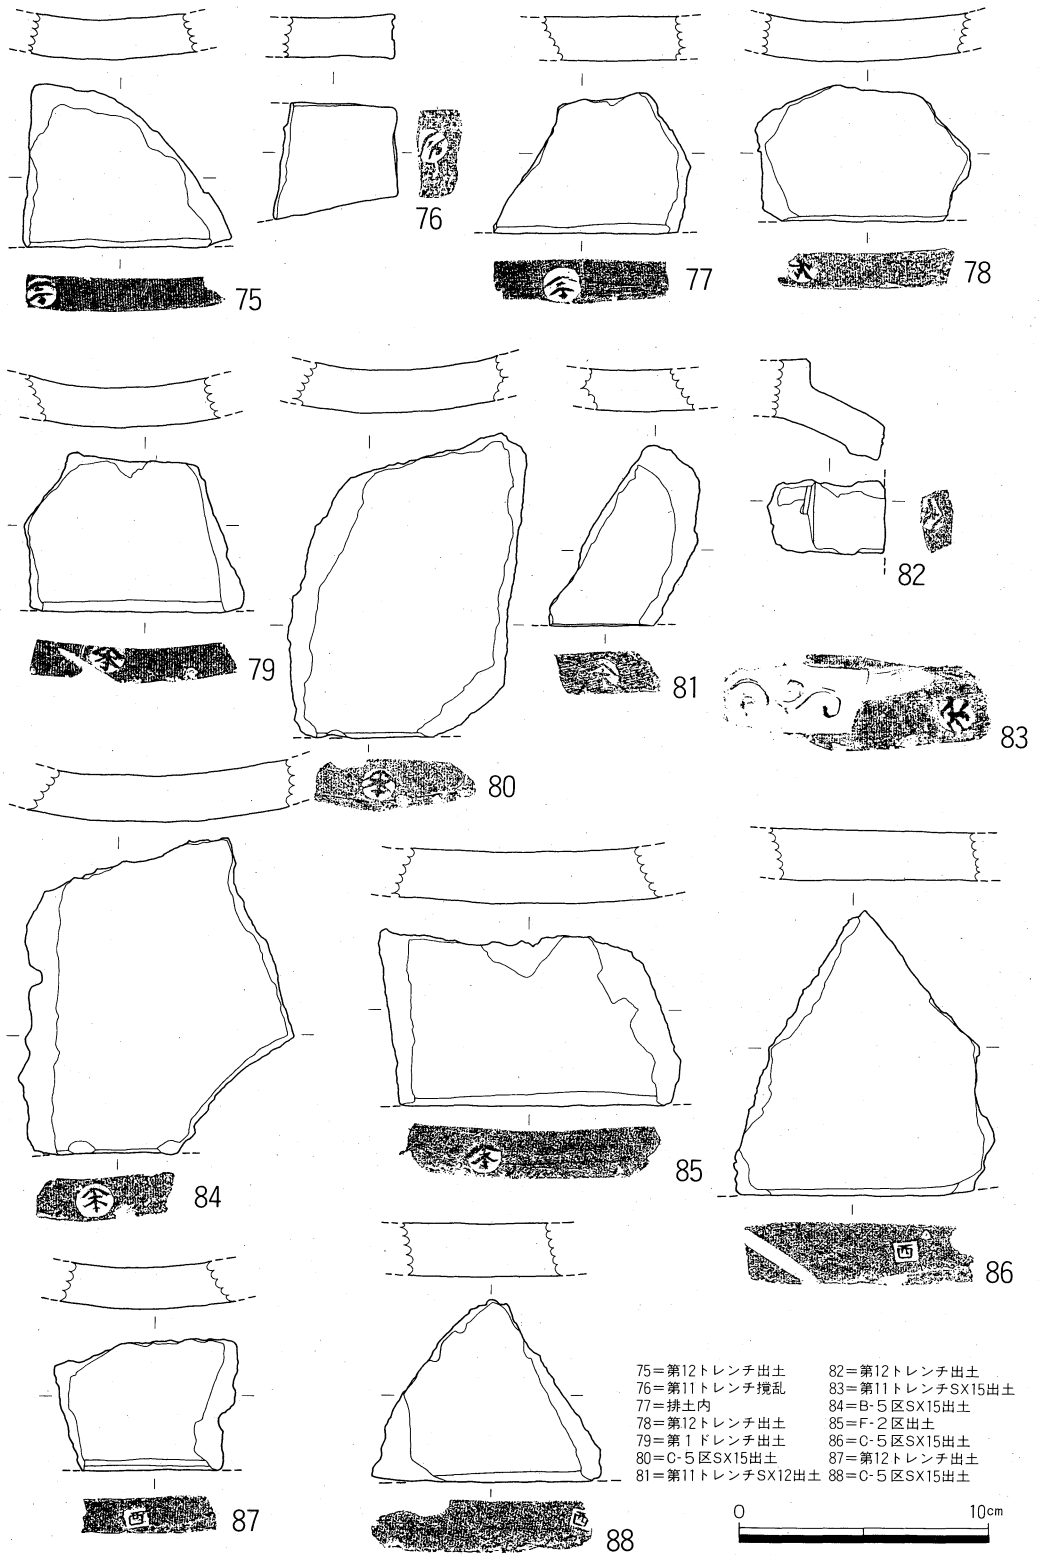 75
76
77
78
79
80
81
82
83
84
85
86
西
87
西
88
西
75=第12トレンチ出土
76=第11トレンチ撹乱
77=排土内
78=第12トレンチ出土
79=第1ドレンチ出土
80=C-5区SX15出土
81=第11トレンチSX12出土
82=第12トレンチ出土
83=第11トレンチSX15出土
84=B-5区SX15出土
85=F-2区出土
86=C-5区SX15出土
87=第12トレンチ出土
88=C-5区SX15出土
0 10cm